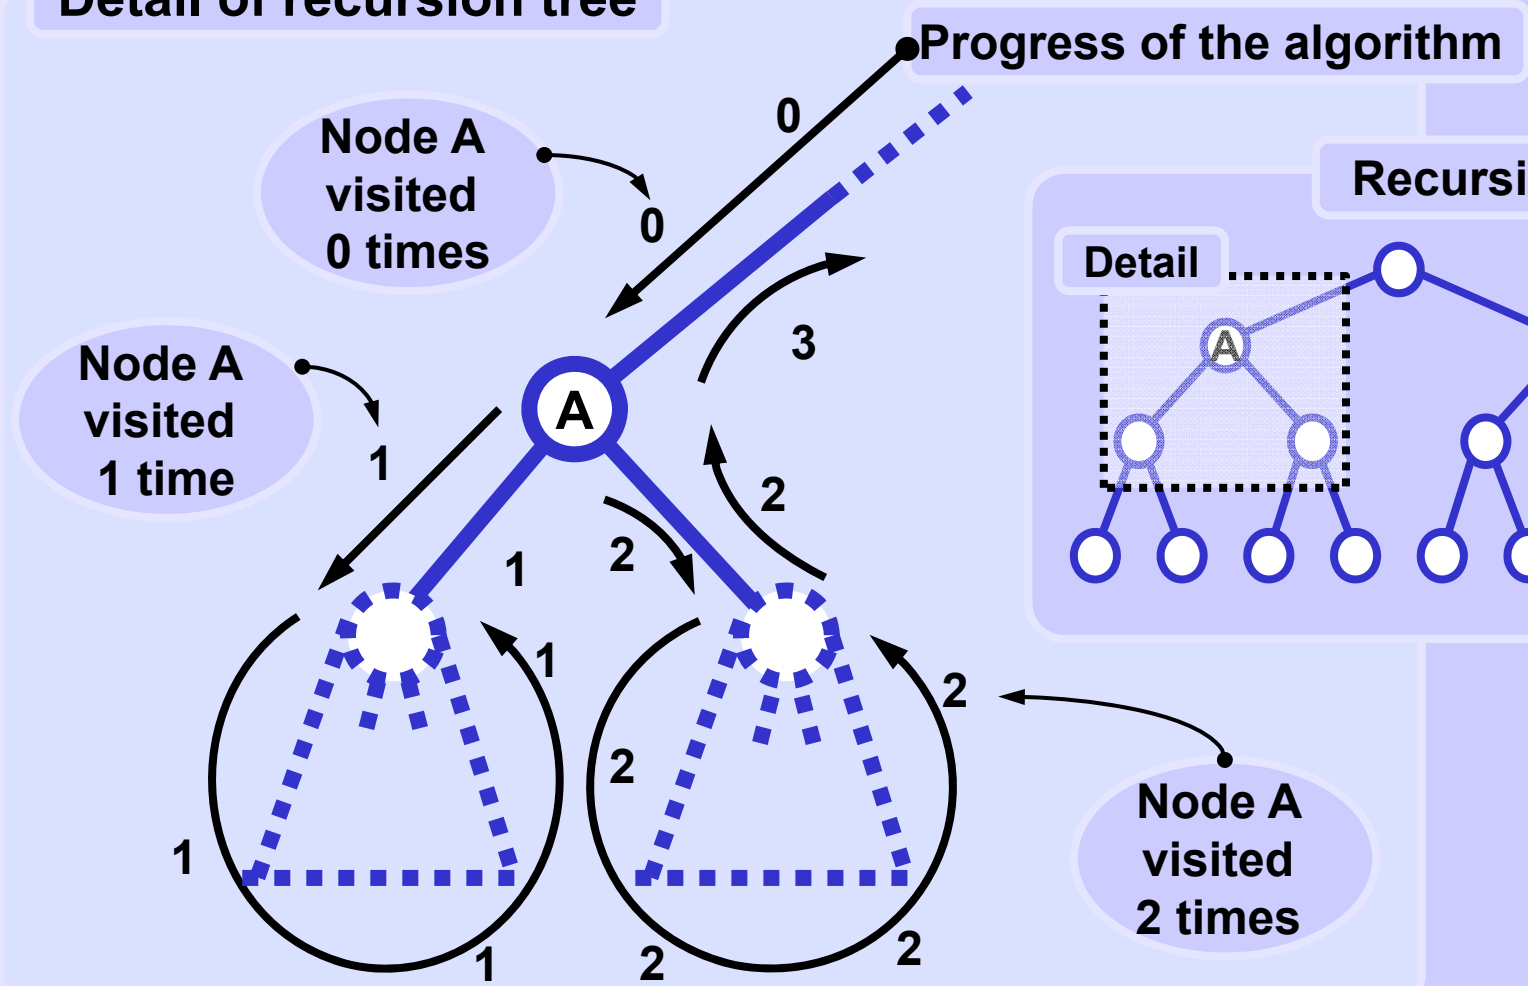 Detail of recursion tree
Progress of the algorithm
0
Node A
visited
0 times
0
Recursi
Detail
A
3
Node A
visited
1 time
1
A
2
2
1
1
2
2
Node A
visited
2 times
1
1
2
2